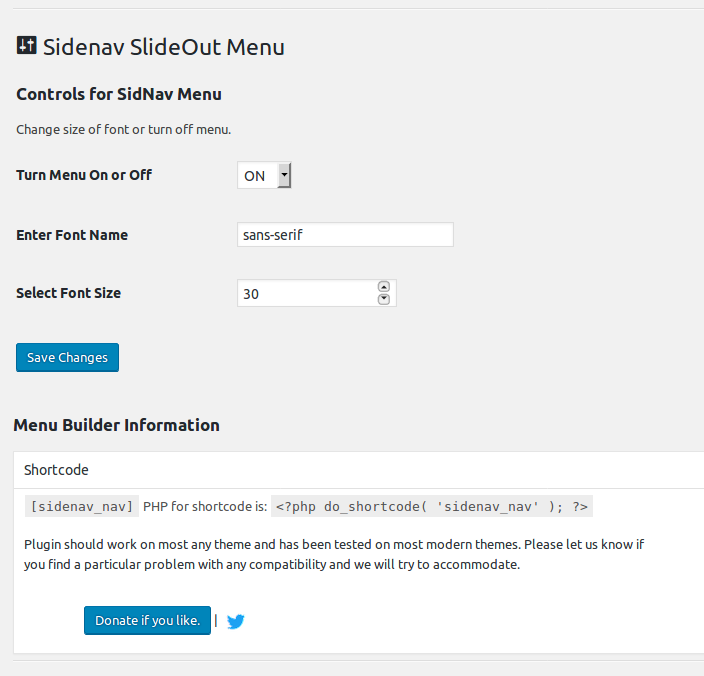 Sidenav SlideOut Menu
Controls for SidNav Menu
Change size of font or turn off menu.
Turn Menu On or Off ON
Enter Font Name sans-serif
Select Font Size 30
Save Changes
Menu Builder Information
Shortcode
[sidenav_nav] PHP for shortcode is: <?php do_shortcode( 'sidenav_nav' ); ?>
Plugin should work on most any theme and has been tested on most modern themes. Please let us know if
you find a particular problem with any compatibility and we will try to accommodate.
Donate if you like. |